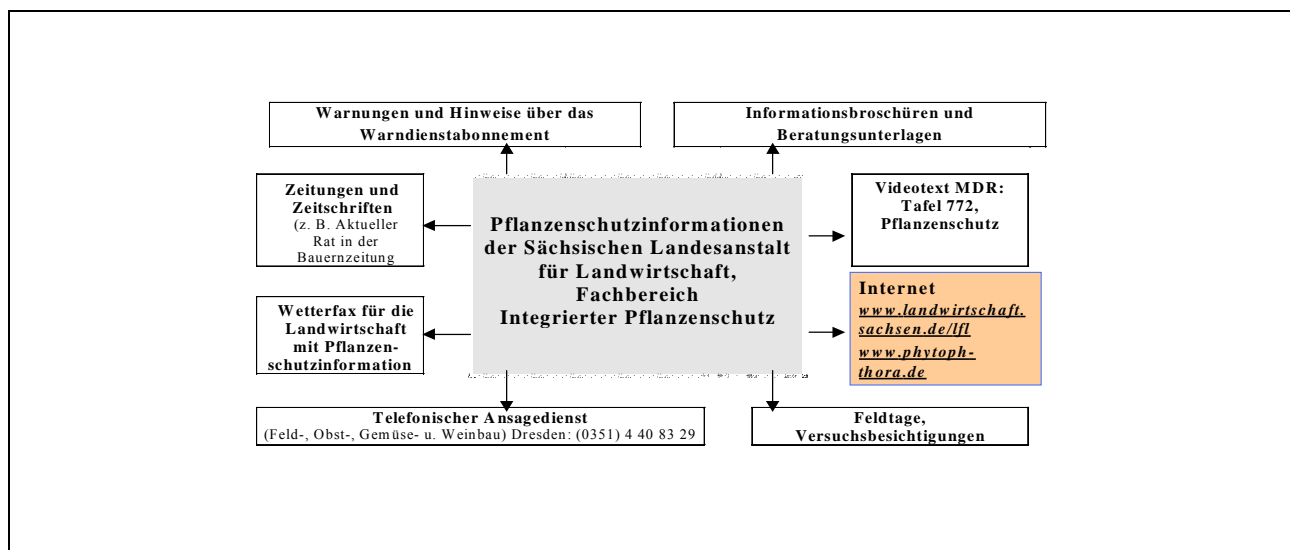 Warnungen und Hinweise über das
Warndienstabonnement
Informationsbroschüren und
Beratungsunterlagen
Zeitungen und
Zeitschriften
(z. B. Aktueller
Rat in der
Bauernzeitung
Pflanzenschutzinformationen
der Sächsischen Landesanstalt
für Landwirtschaft,
Fachbereich
Integrierter Pflanzenschutz
Videotext MDR:
Tafel 772,
Pflanzenschutz
Wetterfax für die
Landwirtschaft
mit Pflanzen-
schutzinformation
Internet
www.landwirtschaft.
sachsen.de/lfl
www.phytoph-
thora.de
Telefonischer Ansagedienst
(Feld-, Obst-, Gemüse- u. Weinbau) Dresden: (0351) 4 40 83 29
Feldtage,
Versuchsbesichtigungen